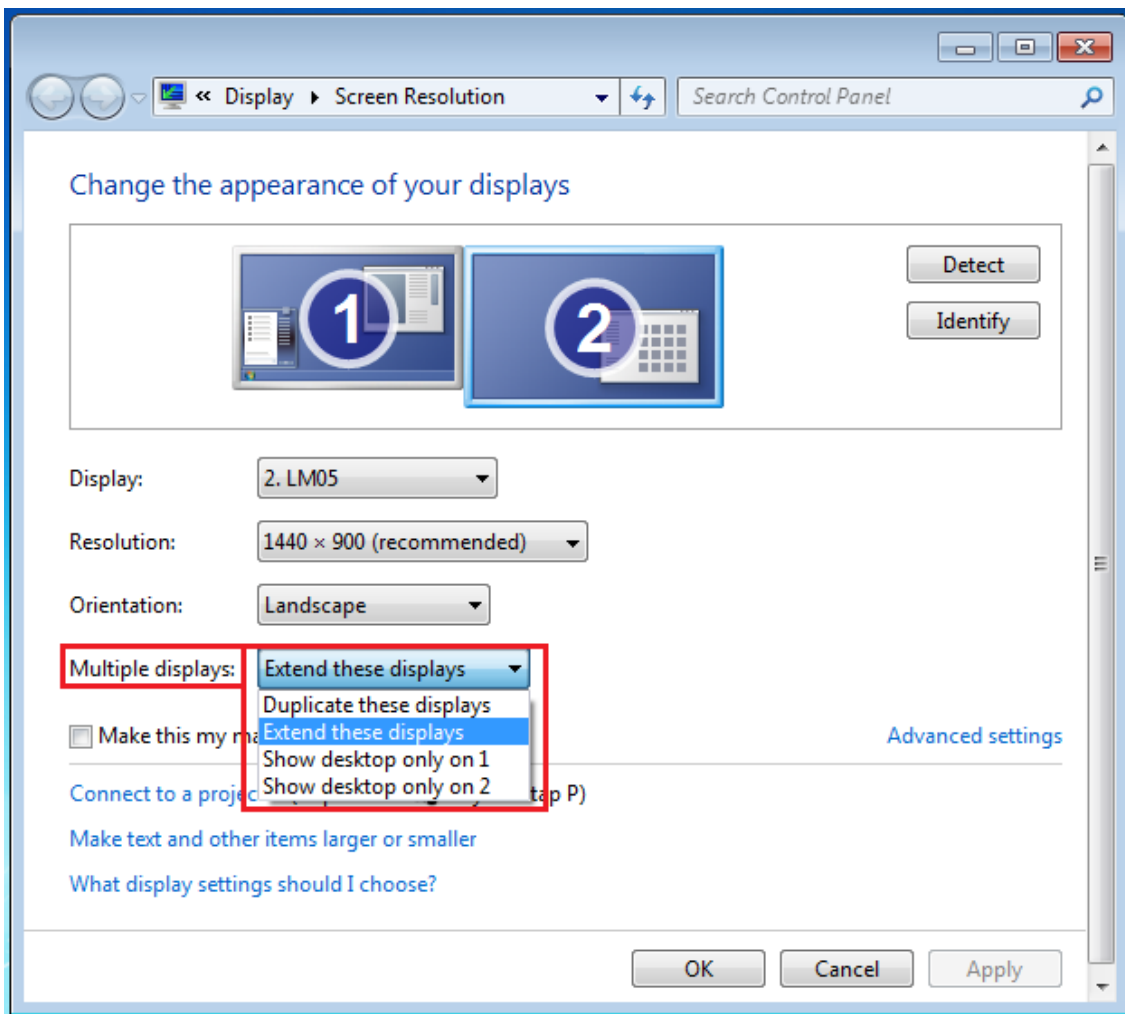 « Display ▸ Screen Resolution
Search Control Panel
Change the appearance of your displays
1
2
Detect
Identify
Display: 2. LM05
Resolution: 1440 × 900 (recommended)
Orientation: Landscape
Multiple displays: Extend these displays
Duplicate these displays
Make this my Extend these displays Advanced settings
Show desktop only on 1
Show desktop only on 2
Connect to a tap P)
Make text and other items larger or smaller
What display settings should I choose?
OK Cancel Apply